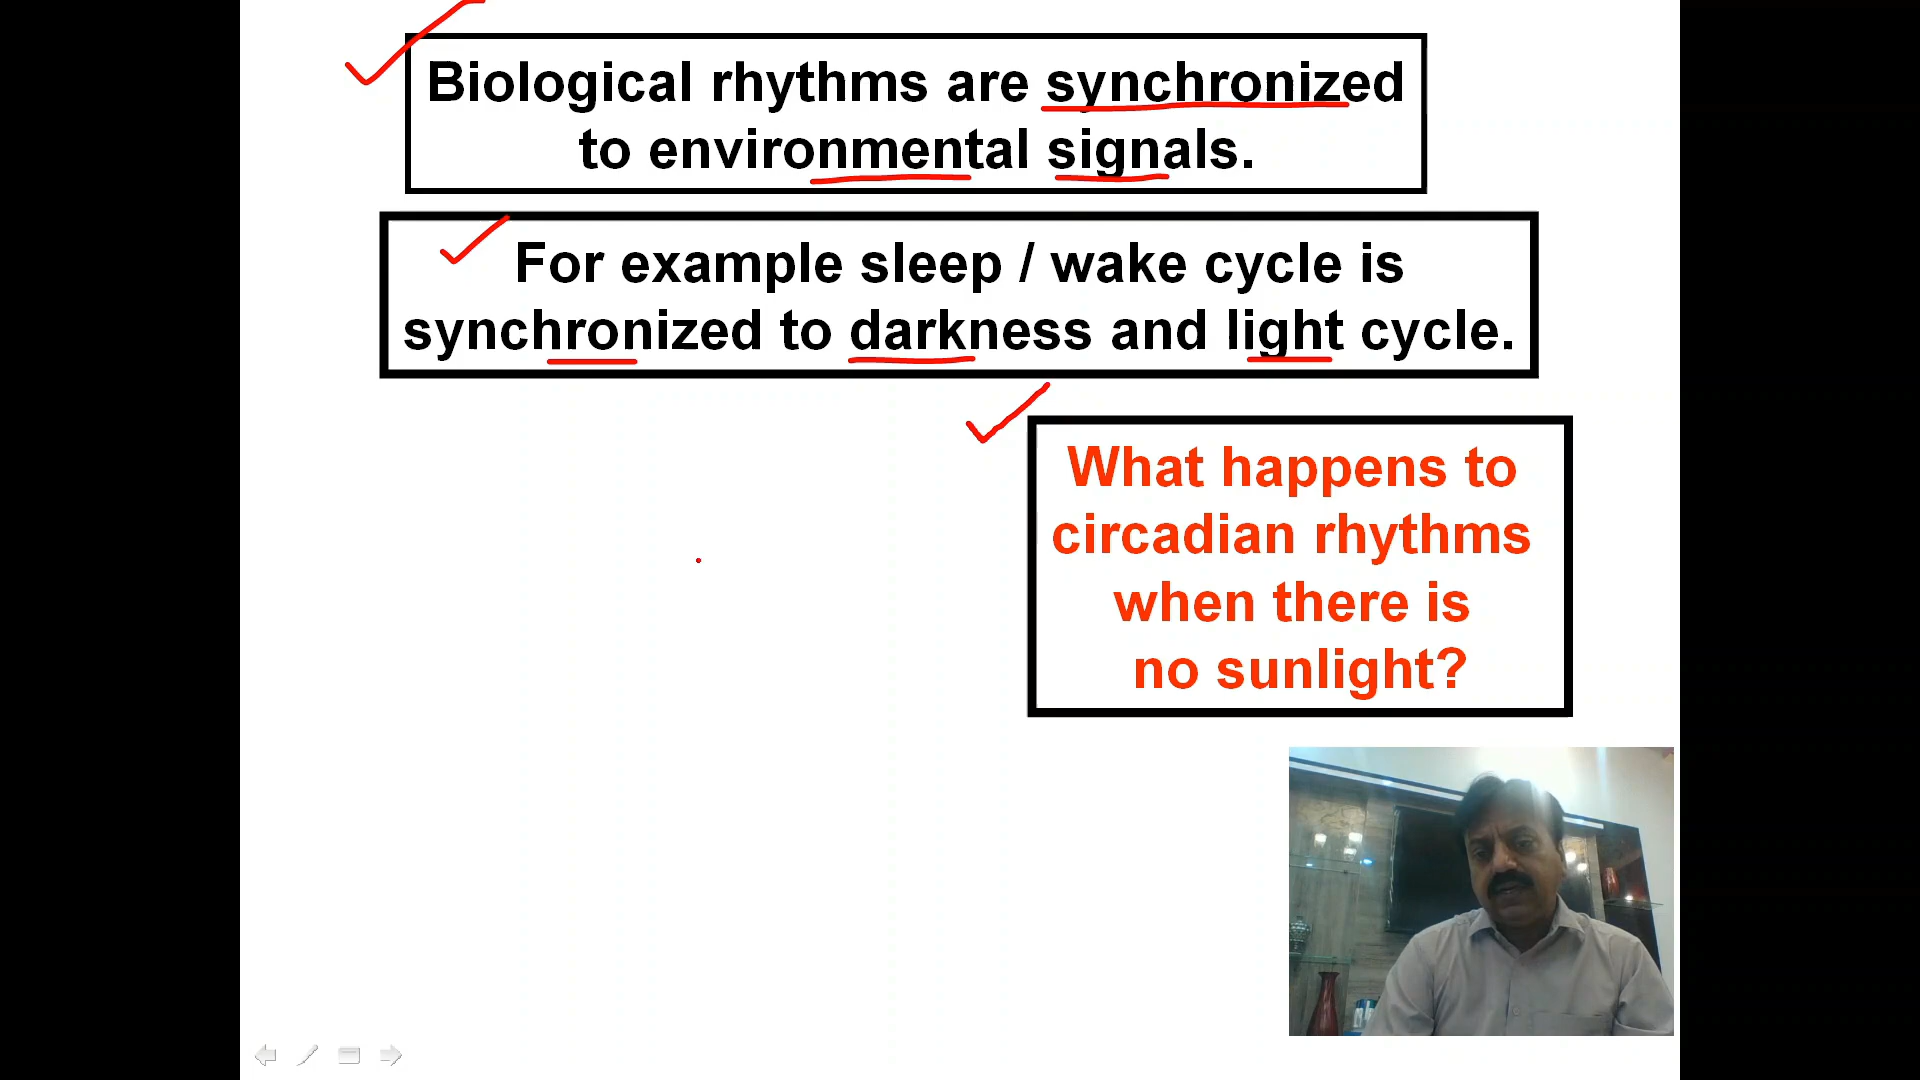 Biological rhythms are synchronized
to environmental signals.
For example sleep / wake cycle is
synchronized to darkness and light cycle.
What happens to
circadian rhythms
when there is
no sunlight?